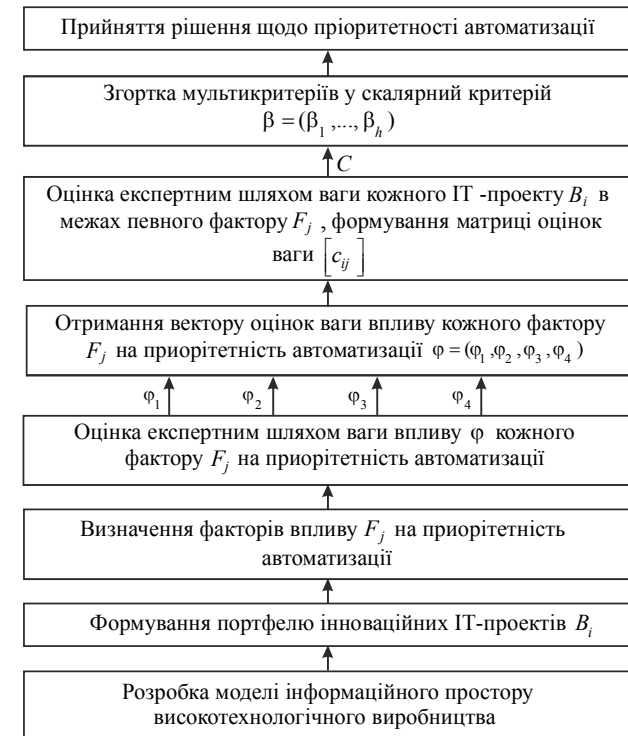 Прийняття рішення щодо пріоритетності автоматизації
Згортка мультикритеріїв у скалярний критерій
β = (β₁ ,..., βₕ )
C
Оцінка експертним шляхом ваги кожного ІТ -проекту Bᵢ в
межах певного фактору Fⱼ , формування матриці оцінок
ваги [cᵢⱼ ]
Отримання вектору оцінок ваги впливу кожного фактору
Fⱼ на приорітетність автоматизації φ = (φ₁ ,φ₂ , φ₃ , φ₄ )
φ₁ φ₂ φ₃ φ₄
Оцінка експертним шляхом ваги впливу φ кожного
фактору Fⱼ на приорітетність автоматизації
Визначення факторів впливу Fⱼ на приорітетність
автоматизації
Формування портфелю інноваційних ІТ-проектів Bᵢ
Розробка моделі інформаційного простору
високотехнологічного виробництва